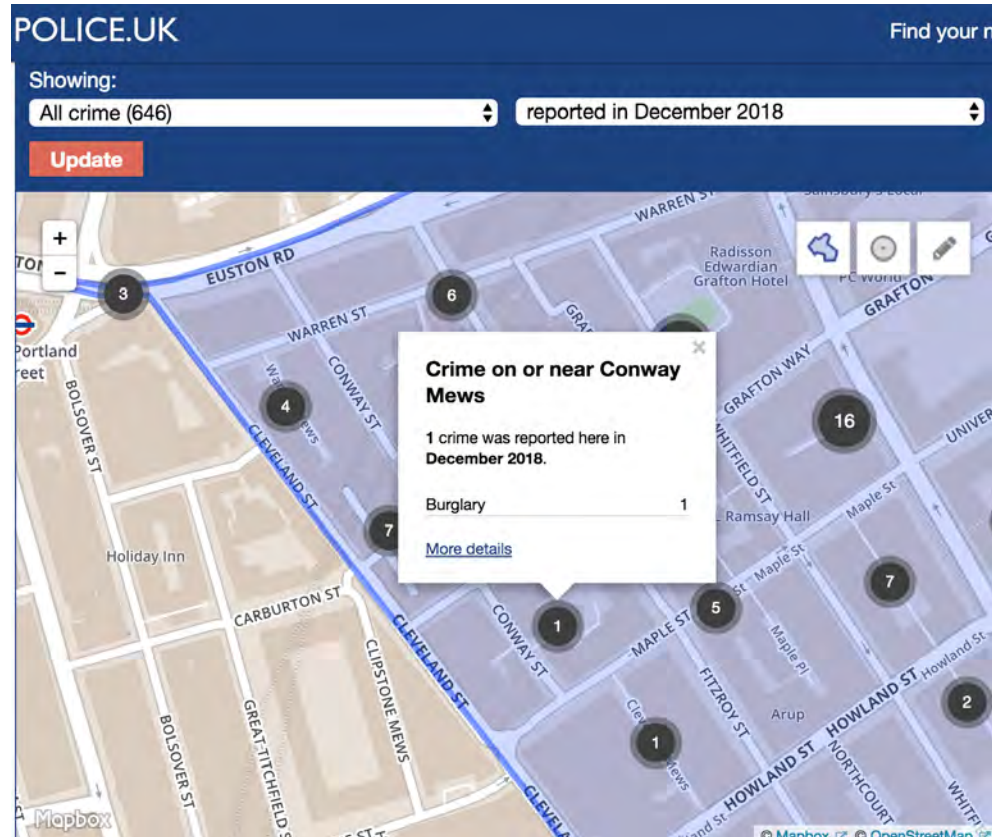 POLICE.UK
Find your n
Showing:
All crime (646)
reported in December 2018
Update
WARREN ST
+
−
EUSTON RD
Radisson
Edwardian
Grafton Hotel
PC World
GRAFTON
3
6
Portland
reet
WARREN ST
BOLSOVER ST
CONWAY ST
4
×
Crime on or near Conway
Mews
1 crime was reported here in
December 2018.
Burglary 1
More details
GRAFTON WAY
16
UNIVER
WHITFIELD ST
Ramsay Hall
Maple St
CLEVELAND ST
7
Holiday Inn
CARBURTON ST
Maple St
7
CONWAY ST
1
MAPLE ST
5
CLEVELAND ST
CLIPSTONE MEWS
Maple Pl
Howland St
HOWLAND ST
2
FITZROY ST
Arup
BOLSOVER ST
GREAT TITCHFIELD S
1
Mews
HOWLAND ST
NORTHCOURT
WHITF
CLEVELA
Mapbox
© Mapbox © OpenStreetMap